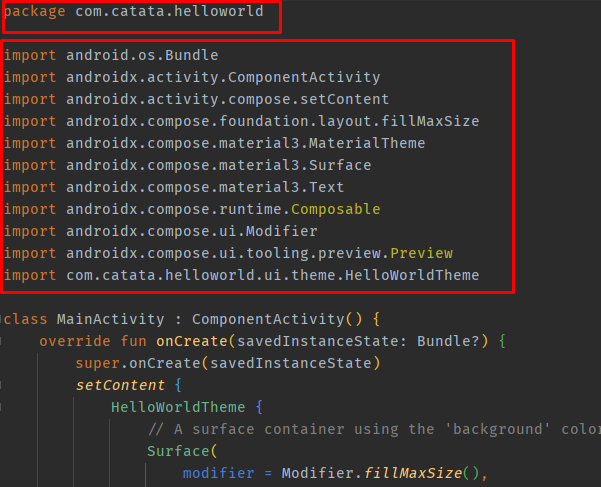 package com.catata.helloworld
import android.os.Bundle
import androidx.activity.ComponentActivity
import androidx.activity.compose.setContent
import androidx.compose.foundation.layout.fillMaxSize
import androidx.compose.material3.MaterialTheme
import androidx.compose.material3.Surface
import androidx.compose.material3.Text
import androidx.compose.runtime.Composable
import androidx.compose.ui.Modifier
import androidx.compose.ui.tooling.preview.Preview
import com.catata.helloworld.ui.theme.HelloWorldTheme
class MainActivity : ComponentActivity() {
override fun onCreate(savedInstanceState: Bundle?) {
super.onCreate(savedInstanceState)
setContent {
HelloWorldTheme {
// A surface container using the 'background' color
Surface(
modifier = Modifier.fillMaxSize(),